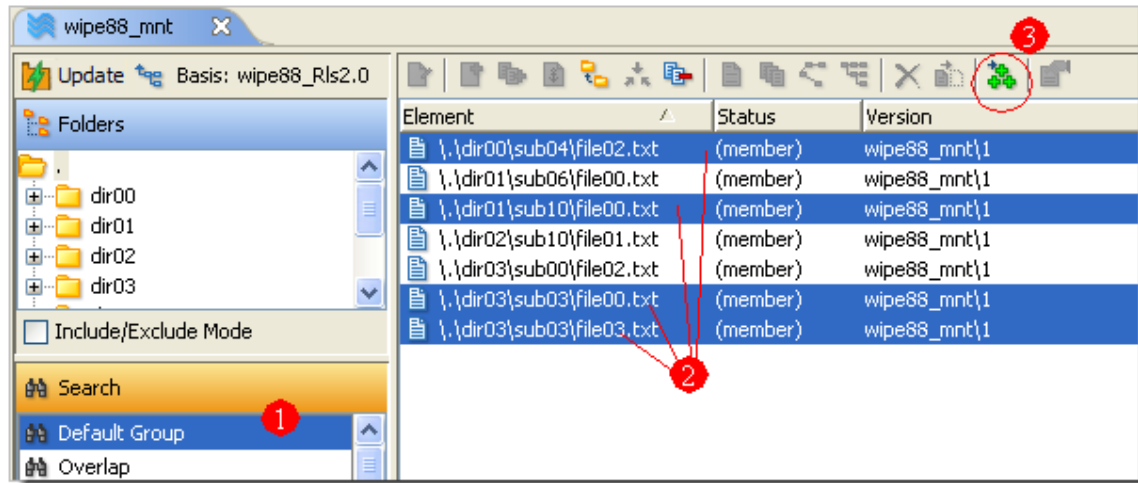 wipe88_mnt
3
Update Basis: wipe88_Rls2.0
Folders
.
dir00
dir01
dir02
dir03
Include/Exclude Mode
Search
1
Default Group
Overlap
Element Status Version
\.\dir00\sub04\file02.txt (member) wipe88_mnt\1
\.\dir01\sub06\file00.txt (member) wipe88_mnt\1
\.\dir01\sub10\file00.txt (member) wipe88_mnt\1
\.\dir02\sub10\file01.txt (member) wipe88_mnt\1
\.\dir03\sub00\file02.txt (member) wipe88_mnt\1
\.\dir03\sub03\file00.txt (member) wipe88_mnt\1
\.\dir03\sub03\file03.txt (member) wipe88_mnt\1
2